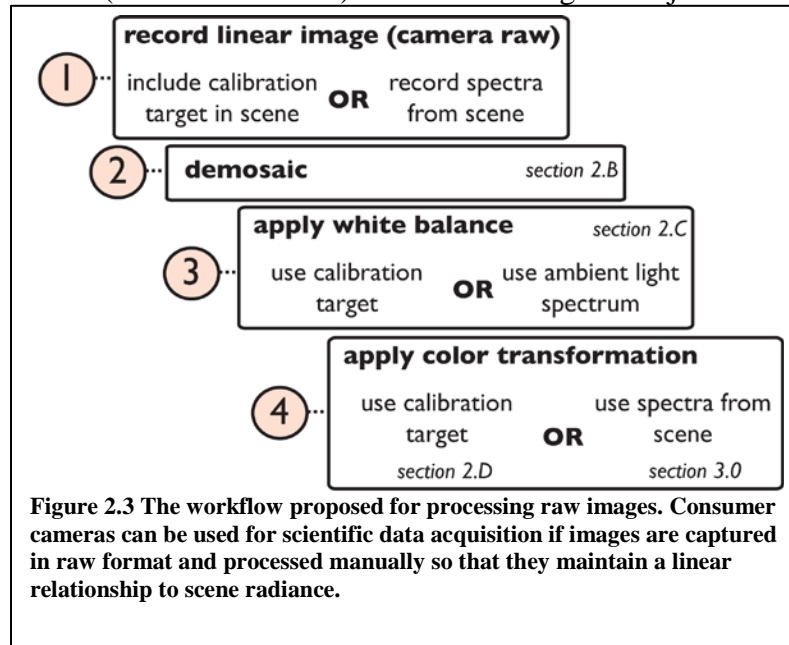 record linear image (camera raw)
1
include calibration target in scene OR record spectra from scene
2
demosaic section 2.B
apply white balance section 2.C
3
use calibration target OR use ambient light spectrum
apply color transformation
4
use calibration target OR use spectra from scene
section 2.D section 3.0
Figure 2.3 The workflow proposed for processing raw images. Consumer
cameras can be used for scientific data acquisition if images are captured
in raw format and processed manually so that they maintain a linear
relationship to scene radiance.